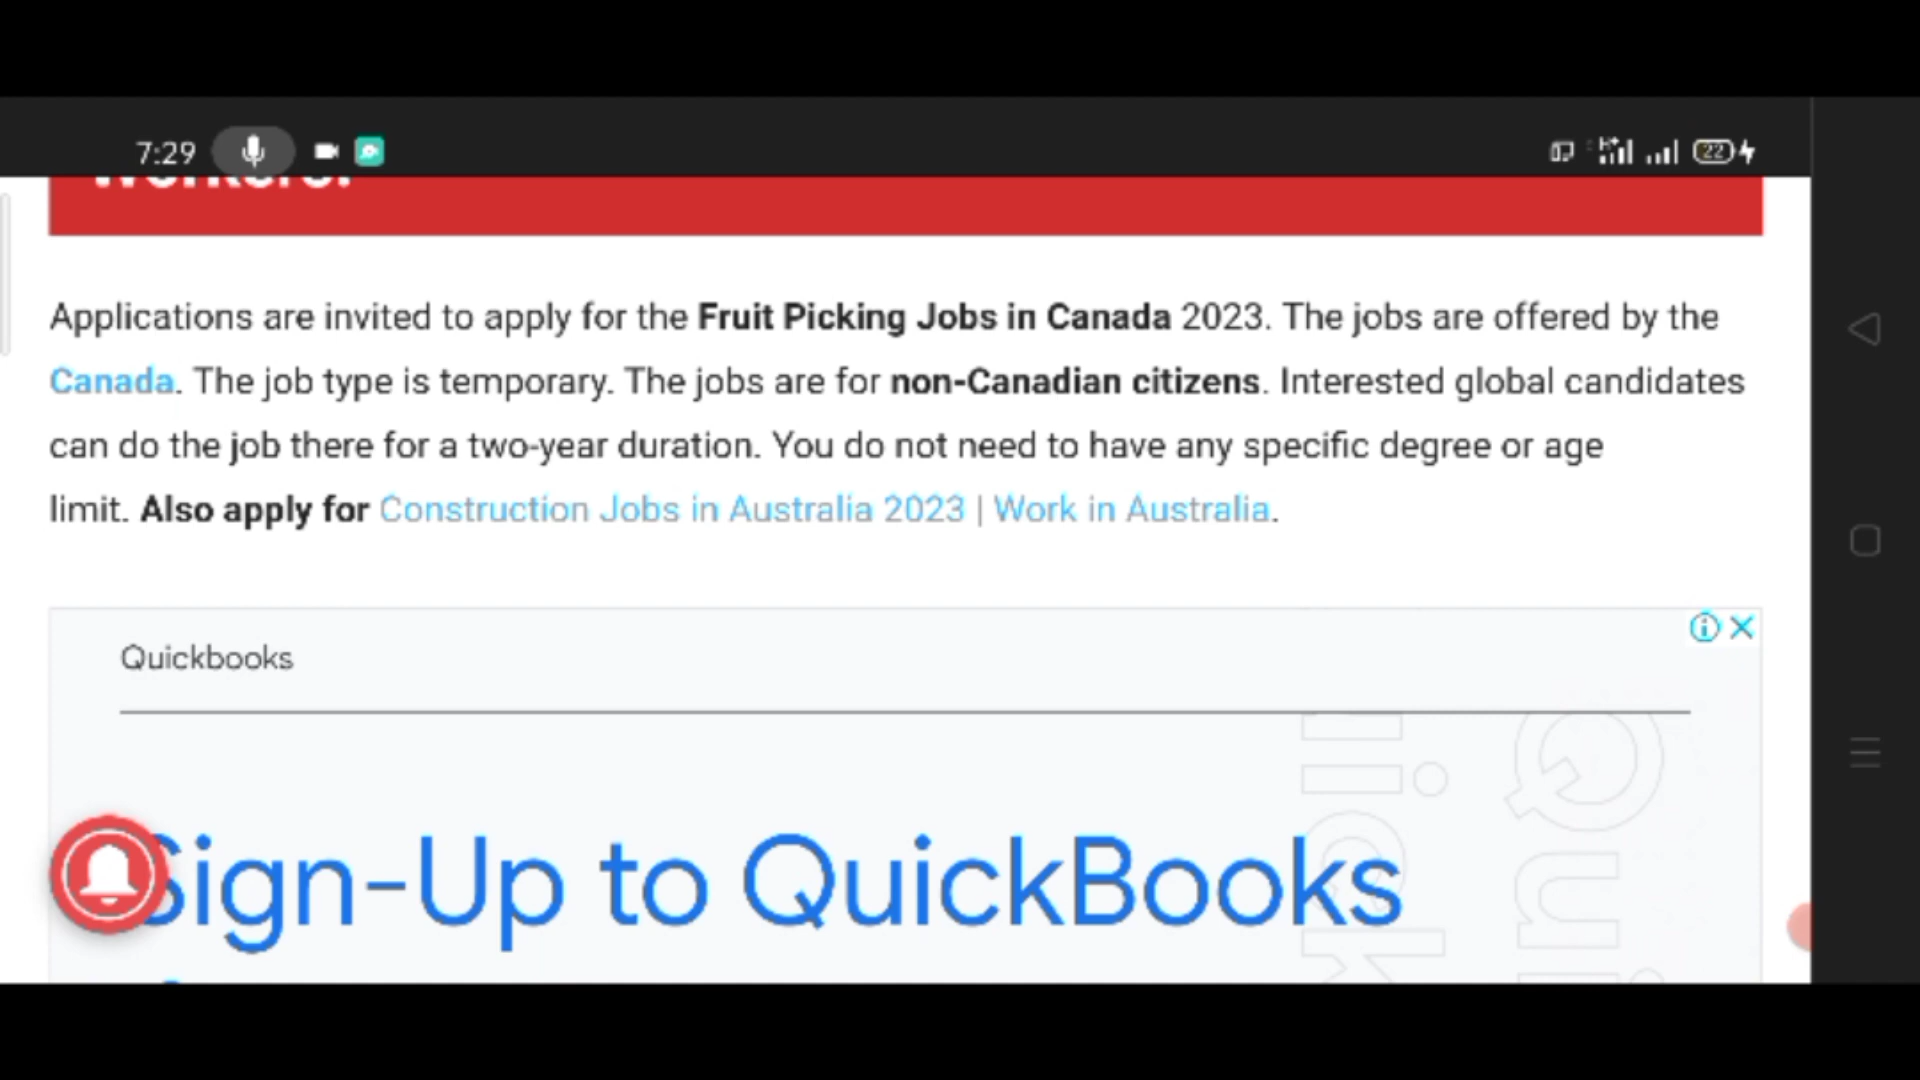 7:29
22
workers.
Applications are invited to apply for the Fruit Picking Jobs in Canada 2023. The jobs are offered by the
Canada. The job type is temporary. The jobs are for non-Canadian citizens. Interested global candidates
can do the job there for a two-year duration. You do not need to have any specific degree or age
limit. Also apply for Construction Jobs in Australia 2023 | Work in Australia.
Quickbooks
Sign-Up to QuickBooks